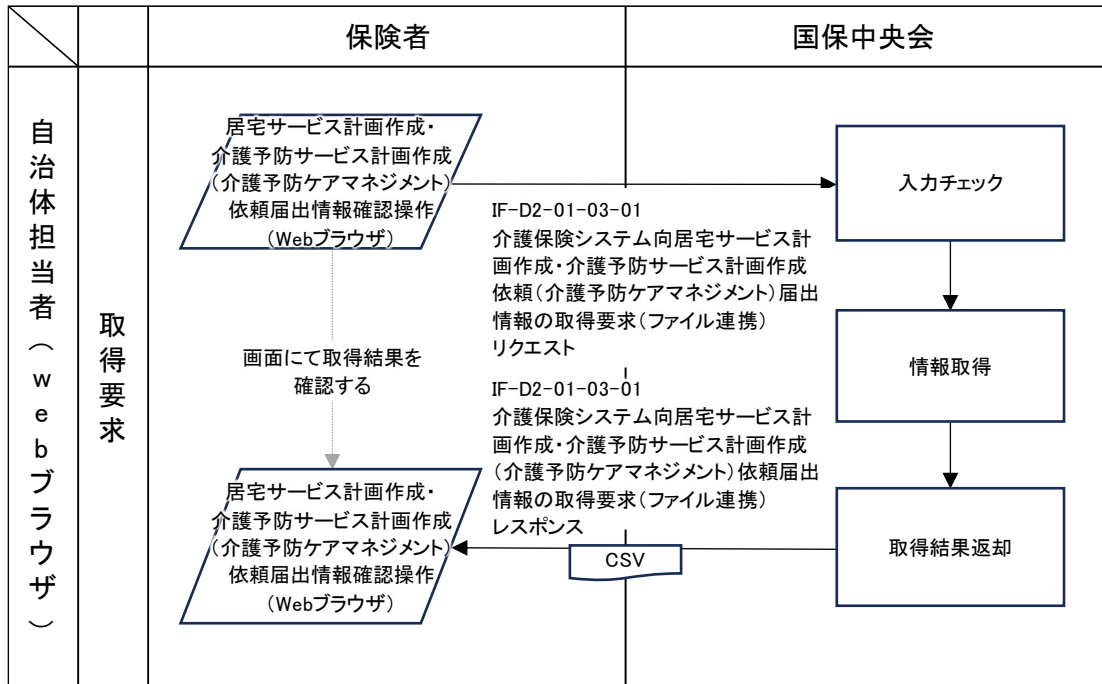 保険者
国保中央会
自治体担当者（webブラウザ）
取得要求
居宅サービス計画作成・
介護予防サービス計画作成
（介護予防ケアマネジメント）
依頼届出情報確認操作
（Webブラウザ）
入力チェック
IF-D2-01-03-01
介護保険システム向居宅サービス計
画作成・介護予防サービス計画作成
依頼（介護予防ケアマネジメント）届出
情報の取得要求（ファイル連携）
リクエスト
情報取得
画面にて取得結果を
確認する
IF-D2-01-03-01
介護保険システム向居宅サービス計
画作成・介護予防サービス計画作成
（介護予防ケアマネジメント）依頼届出
情報の取得要求（ファイル連携）
レスポンス
居宅サービス計画作成・
介護予防サービス計画作成
（介護予防ケアマネジメント）
依頼届出情報確認操作
（Webブラウザ）
CSV
取得結果返却